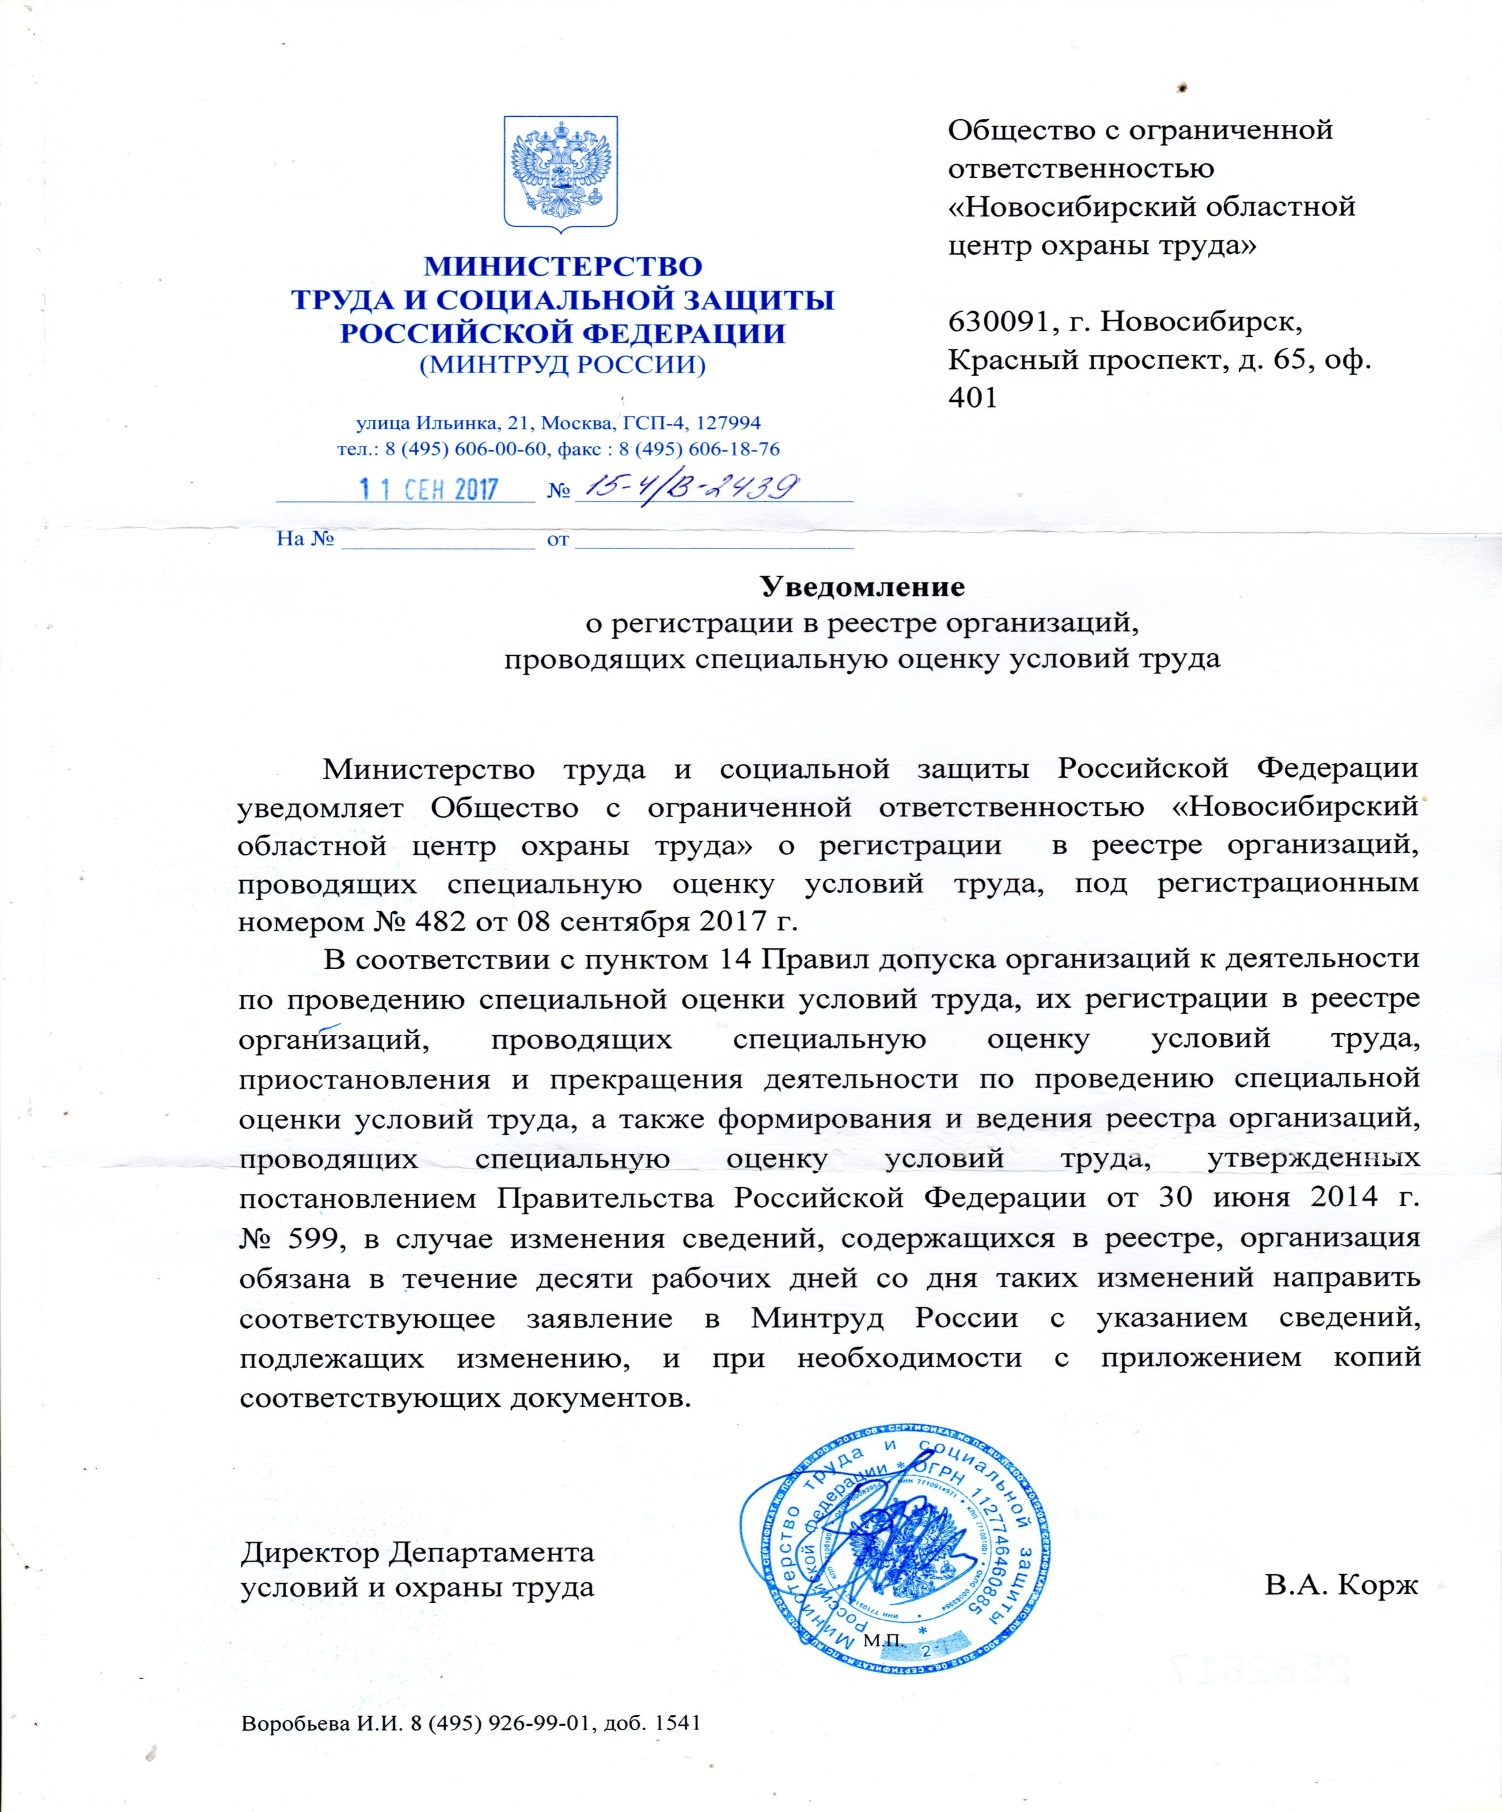 МИНИСТЕРСТВО
ТРУДА И СОЦИАЛЬНОЙ ЗАЩИТЫ
РОССИЙСКОЙ ФЕДЕРАЦИИ
(МИНТРУД РОССИИ)
улица Ильинка, 21, Москва, ГСП-4, 127994
тел.: 8 (495) 606-00-60, факс : 8 (495) 606-18-76
11 СЕН 2017 № 15-4/В-2439
На № от
Общество с ограниченной
ответственностью
«Новосибирский областной
центр охраны труда»
630091, г. Новосибирск,
Красный проспект, д. 65, оф.
401
Уведомление
о регистрации в реестре организаций,
проводящих специальную оценку условий труда
Министерство труда и социальной защиты Российской Федерации
уведомляет Общество с ограниченной ответственностью «Новосибирский
областной центр охраны труда» о регистрации в реестре организаций,
проводящих специальную оценку условий труда, под регистрационным
номером № 482 от 08 сентября 2017 г.
В соответствии с пунктом 14 Правил допуска организаций к деятельности
по проведению специальной оценки условий труда, их регистрации в реестре
организаций, проводящих специальную оценку условий труда,
приостановления и прекращения деятельности по проведению специальной
оценки условий труда, а также формирования и ведения реестра организаций,
проводящих специальную оценку условий труда, утвержденных
постановлением Правительства Российской Федерации от 30 июня 2014 г.
№ 599, в случае изменения сведений, содержащихся в реестре, организация
обязана в течение десяти рабочих дней со дня таких изменений направить
соответствующее заявление в Минтруд России с указанием сведений,
подлежащих изменению, и при необходимости с приложением копий
соответствующих документов.
Директор Департамента
условий и охраны труда
В.А. Корж
Министерство труда и социальной защиты
Российской Федерации * ОГРН 1127746460885 *
М.П.
2
Воробьева И.И. 8 (495) 926-99-01, доб. 1541